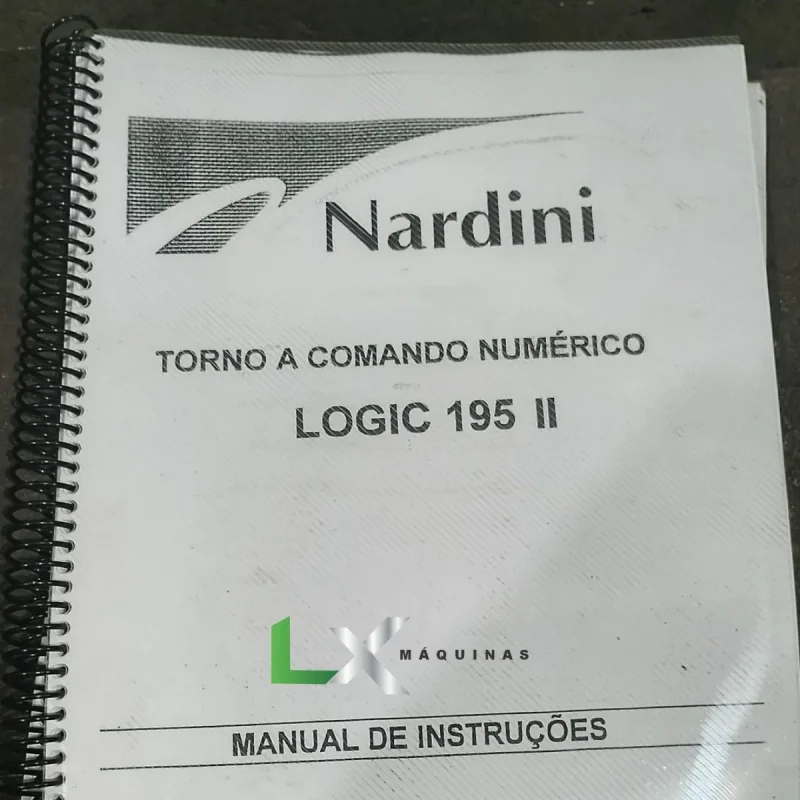 Nardini
TORNO A COMANDO NUMÉRICO
LOGIC 195 II
LX MÁQUINAS
MANUAL DE INSTRUÇÕES